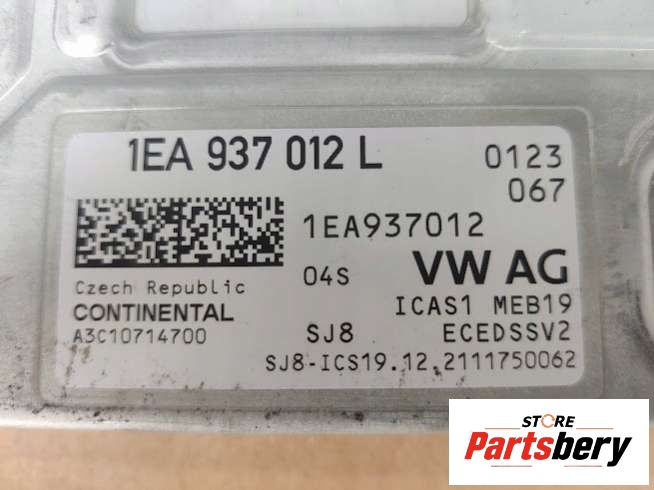 1EA 937 012 L 0123
067
1EA937012
04S VW AG
Czech Republic
ICAS1 MEB19
CONTINENTAL
A3C10714700 SJ8 ECEDSSV2
SJ8-ICS19.12.2111750062
STORE
Partsbery